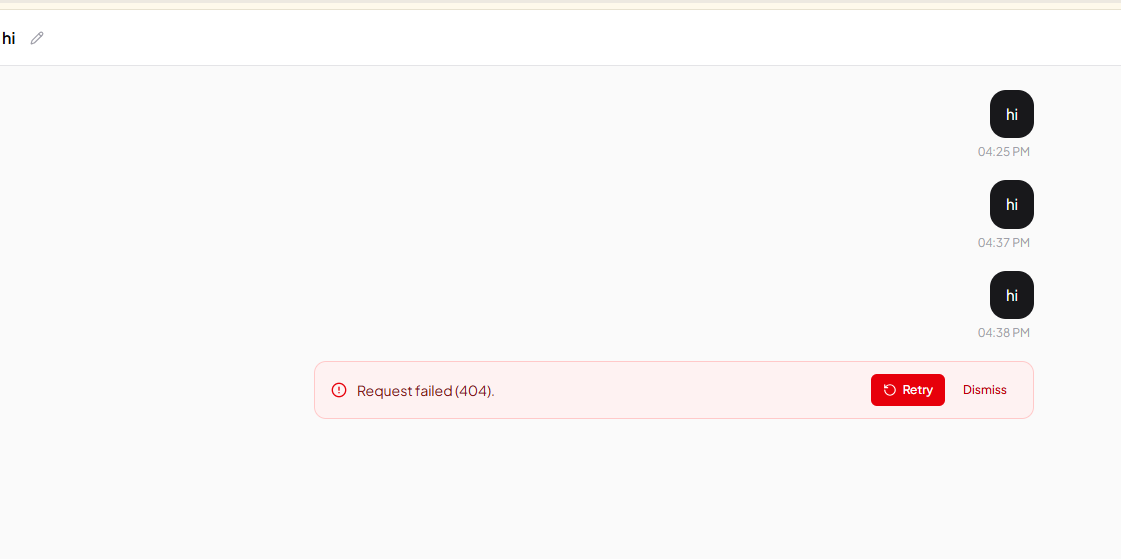 hi
hi
04:25 PM
hi
04:37 PM
hi
04:38 PM
Request failed (404).
Retry
Dismiss